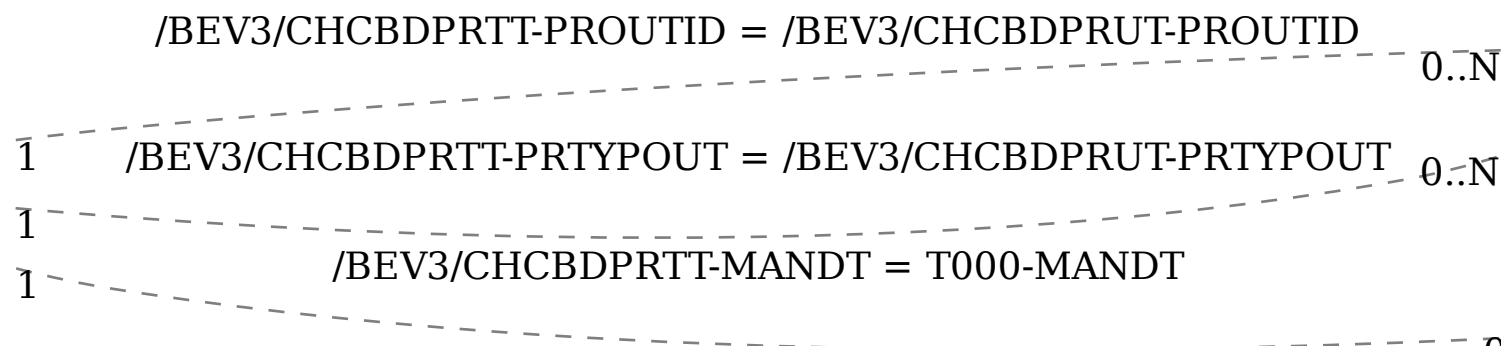 /BEV3/CHCBDPRTT-PROUTID = /BEV3/CHCBDPRUT-PROUTID
0..N
1 /BEV3/CHCBDPRTT-PRTYPOUT = /BEV3/CHCBDPRUT-PRTYPOUT 0..N
1
/BEV3/CHCBDPRTT-MANDT = T000-MANDT
1